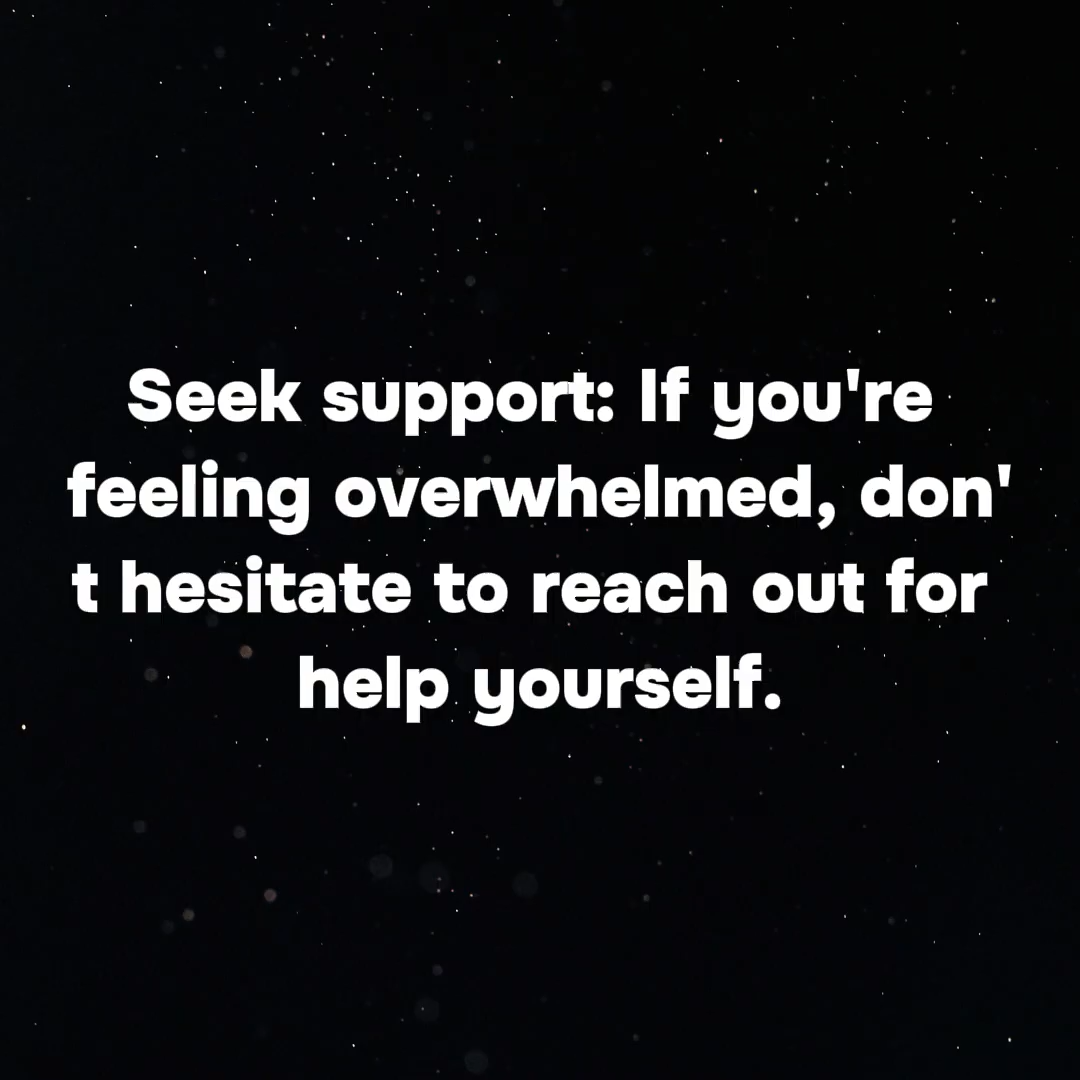 Seek support: If you're
feeling overwhelmed, don'
t hesitate to reach out for
help yourself.